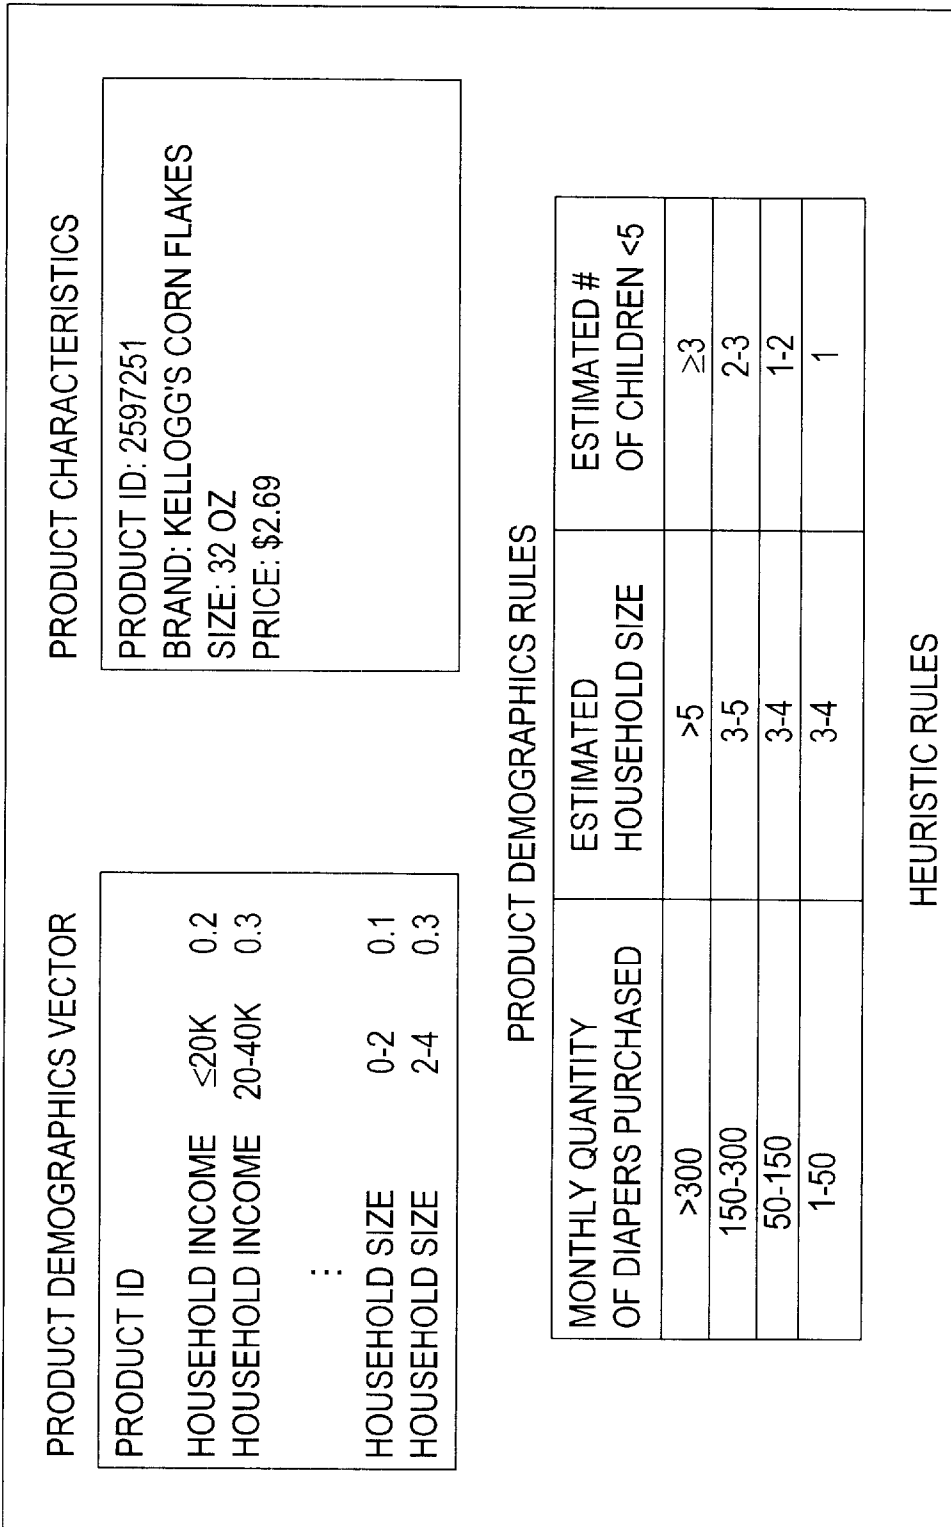 PRODUCT DEMOGRAPHICS VECTOR
PRODUCT ID
HOUSEHOLD INCOME ≤20K 0.2
HOUSEHOLD INCOME 20-40K 0.3
⋮
HOUSEHOLD SIZE 0-2 0.1
HOUSEHOLD SIZE 2-4 0.3
PRODUCT CHARACTERISTICS
PRODUCT ID: 2597251
BRAND: KELLOGG'S CORN FLAKES
SIZE: 32 OZ
PRICE: $2.69
PRODUCT DEMOGRAPHICS RULES
MONTHLY QUANTITY
OF DIAPERS PURCHASED
ESTIMATED
HOUSEHOLD SIZE
ESTIMATED #
OF CHILDREN <5
>300 >5 ≥3
150-300 3-5 2-3
50-150 3-4 1-2
1-50 3-4 1
HEURISTIC RULES